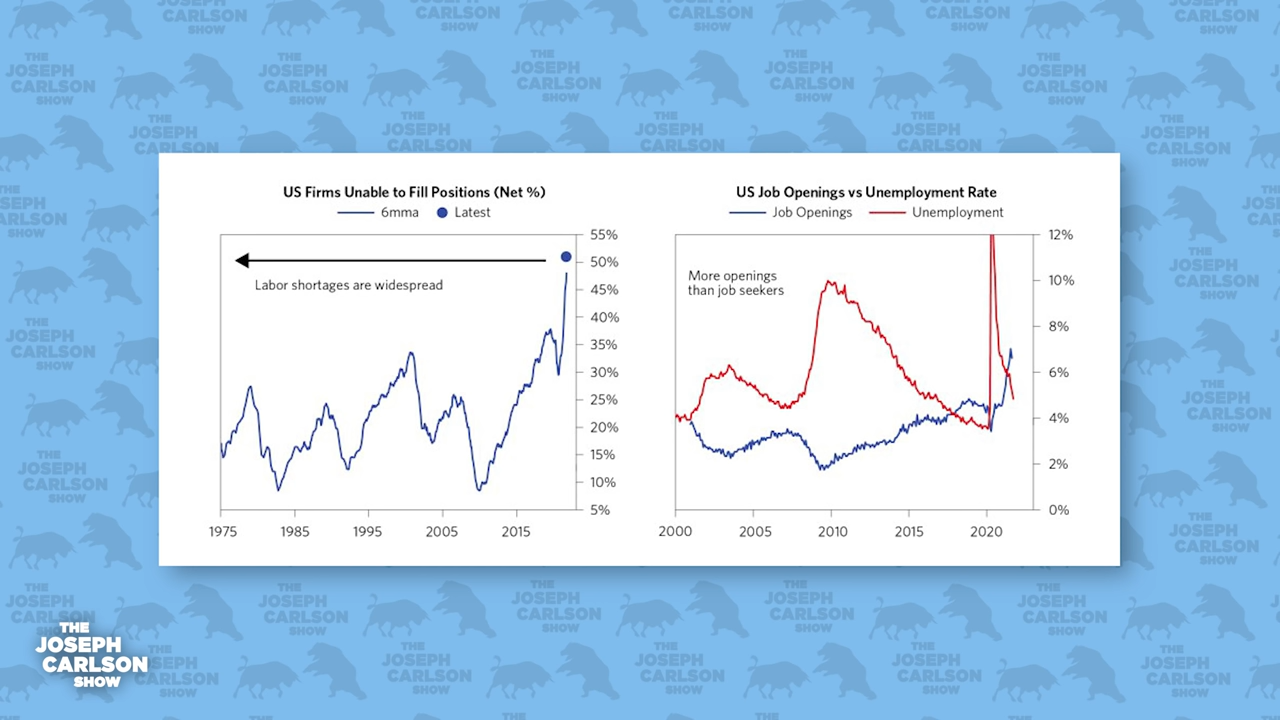 US Firms Unable to Fill Positions (Net %)
6mma
Latest
Labor shortages are widespread
55%
50%
45%
40%
35%
30%
25%
20%
15%
10%
5%
1975
1985
1995
2005
2015
US Job Openings vs Unemployment Rate
Job Openings
Unemployment
More openings
than job seekers
12%
10%
8%
6%
4%
2%
0%
2000
2005
2010
2015
2020
THE
JOSEPH
CARLSON
SHOW